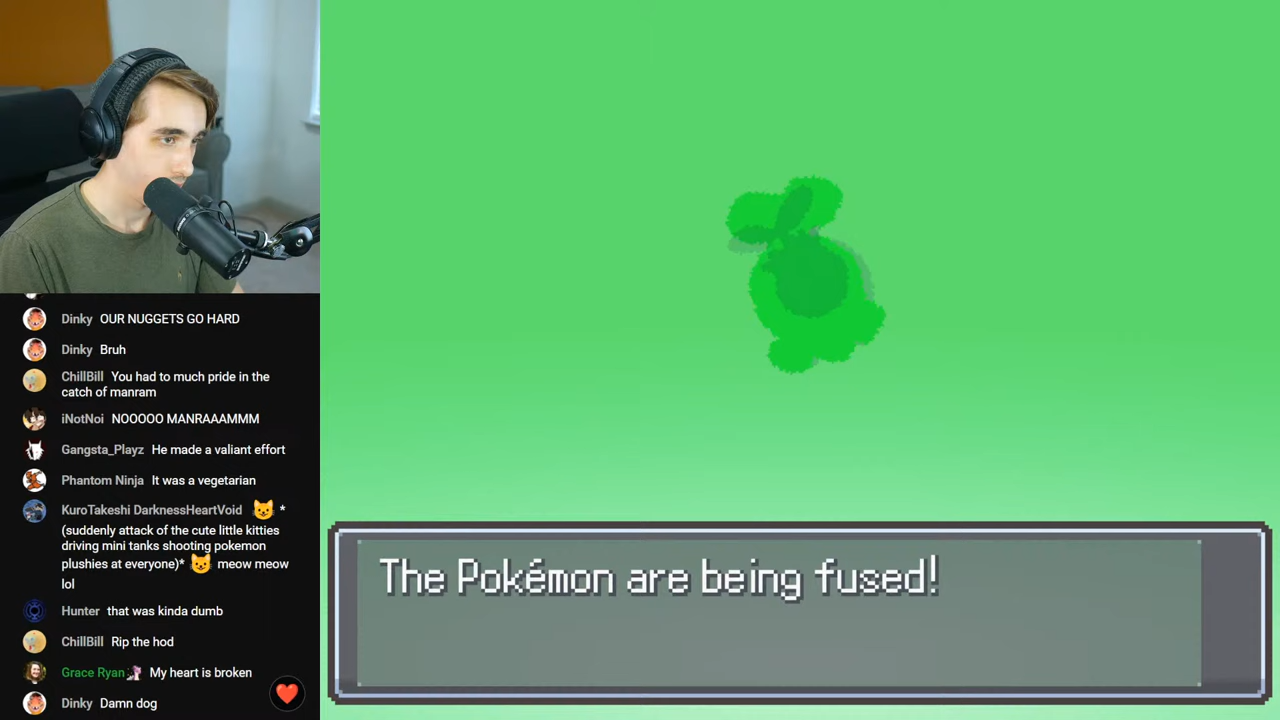 Dinky OUR NUGGETS GO HARD
Dinky Bruh
ChillBill You had to much pride in the
catch of manram
iNotNoi NOOOOO MANRAAAMMM
Gangsta_Playz He made a valiant effort
Phantom Ninja It was a vegetarian
KuroTakeshi DarknessHeartVoid 😺 *
(suddenly attack of the cute little kitties
driving mini tanks shooting pokemon
plushies at everyone)* 😺 meow meow
lol
Hunter that was kinda dumb
ChillBill Rip the hod
Grace Ryan My heart is broken
Dinky Damn dog
The Pokémon are being fused!